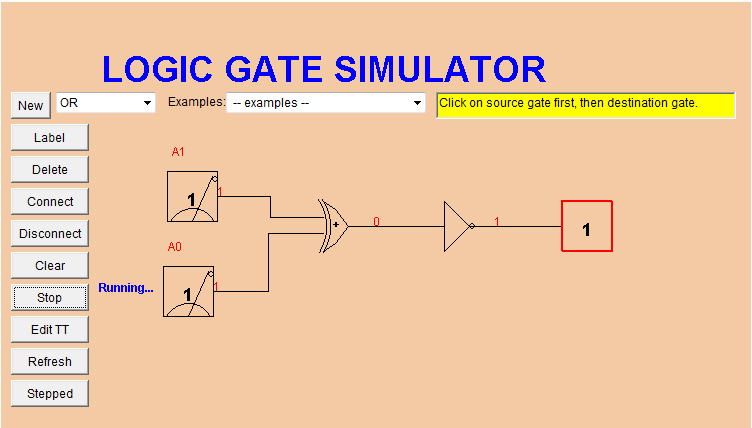 LOGIC GATE SIMULATOR
New
OR
Examples:
-- examples --
Click on source gate first, then destination gate.
Label
Delete
Connect
Disconnect
Clear
Stop
Edit TT
Refresh
Stepped
A1
1
1
A0
Running...
1
1
+
0
1
1